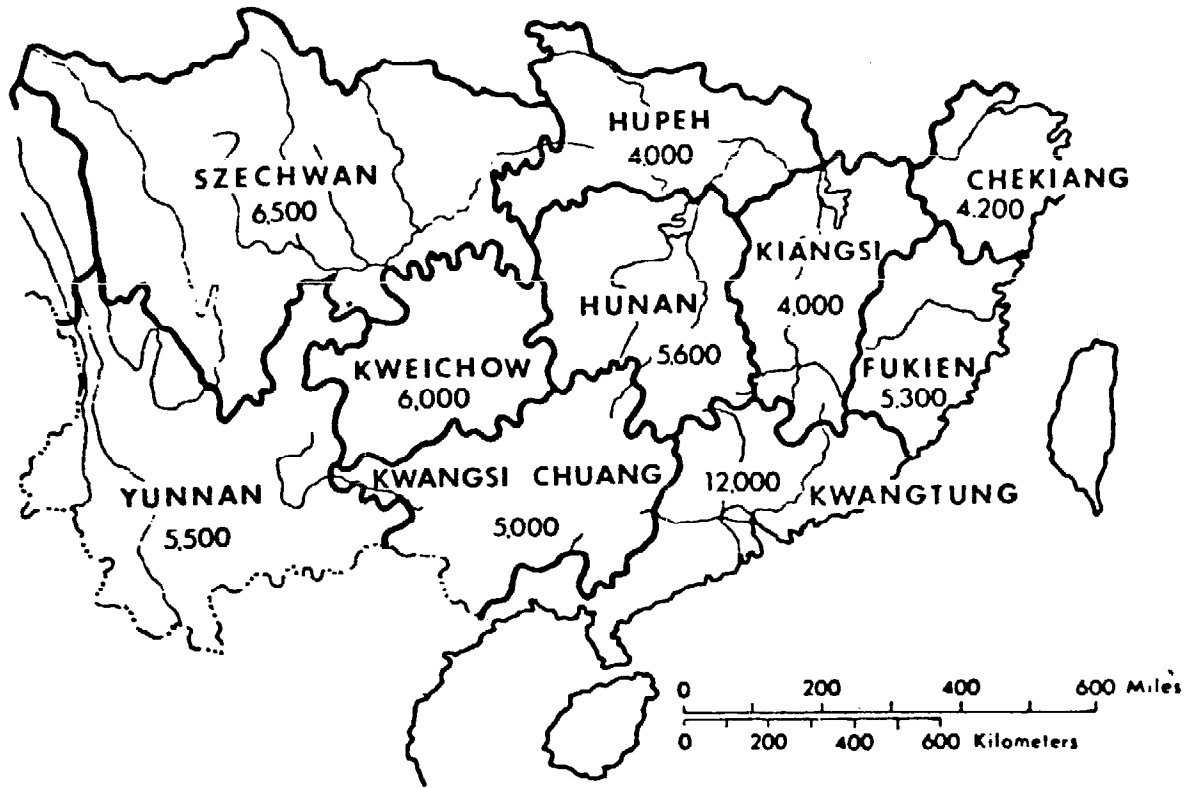 HUPEH
4,000
SZECHWAN
6,500
CHEKIANG
4.200
KIANGSI
4,000
HUNAN
5,600
KWEICHOW
6,000
FUKIEN
5,300
KWANGSI CHUANG
5,000
12,000
KWANGTUNG
YUNNAN
5,500
0 200 400 600 Miles
0 200 400 600 Kilometers